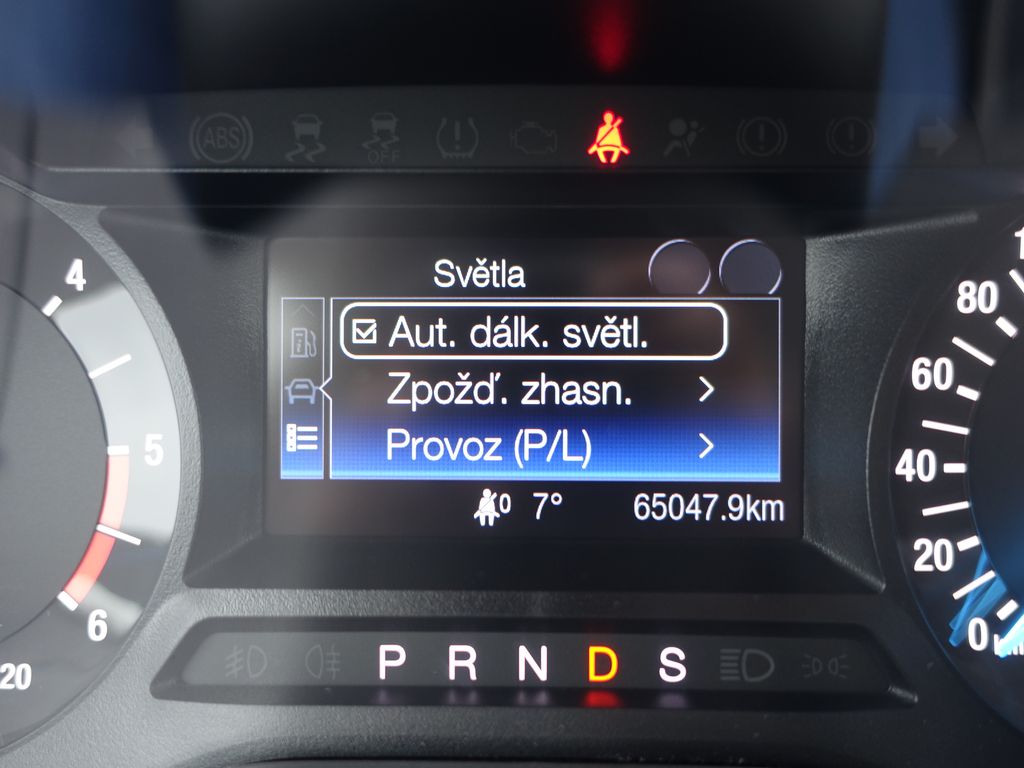 ABS
OFF
Světla
Aut. dálk. světl.
Zpožď. zhasn.
Provoz (P/L)
0 7° 65047.9km
4
5
6
20
80
60
40
20
0
P R N D S